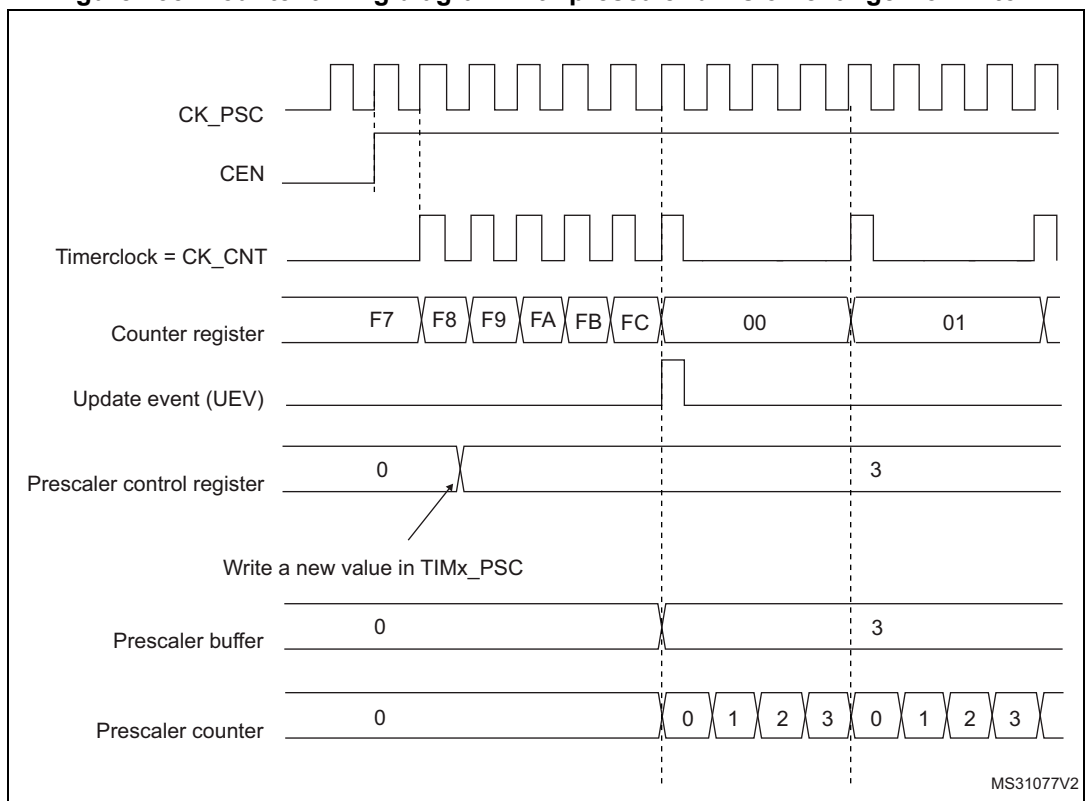 CK_PSC
CEN
Timerclock = CK_CNT
Counter register F7 F8 F9 FA FB FC 00 01
Update event (UEV)
Prescaler control register 0 3
Write a new value in TIMx_PSC
Prescaler buffer 0 3
Prescaler counter 0 0 1 2 3 0 1 2 3
MS31077V2